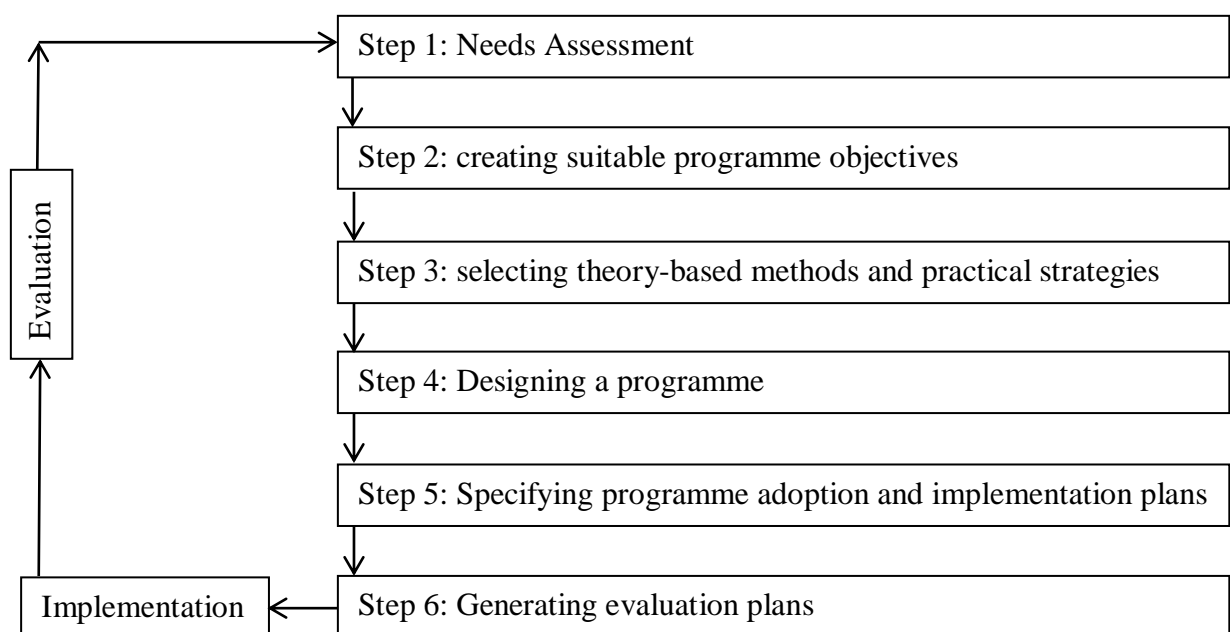 Step 1: Needs Assessment
Step 2: creating suitable programme objectives
Step 3: selecting theory-based methods and practical strategies
Step 4: Designing a programme
Step 5: Specifying programme adoption and implementation plans
Step 6: Generating evaluation plans
Implementation
Evaluation